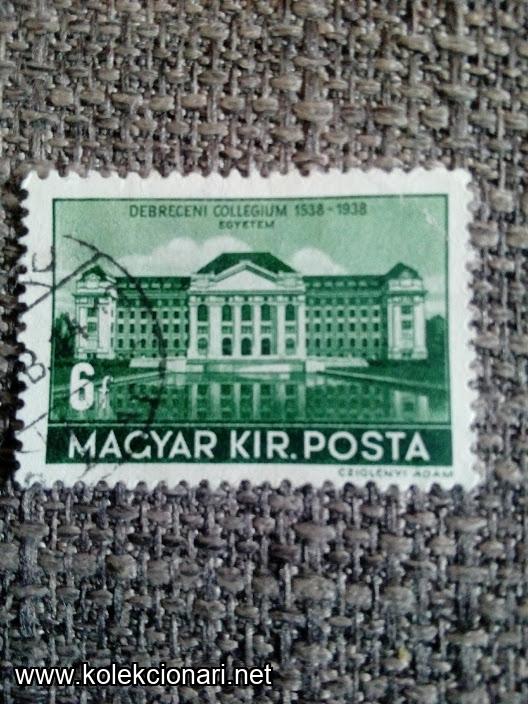 DEBRECENI COLLEGIUM 1538-1938
EGYETEM
6f
MAGYAR KIR. POSTA
CZIGLÉNYI ÁDÁM
www.kolekcionari.net